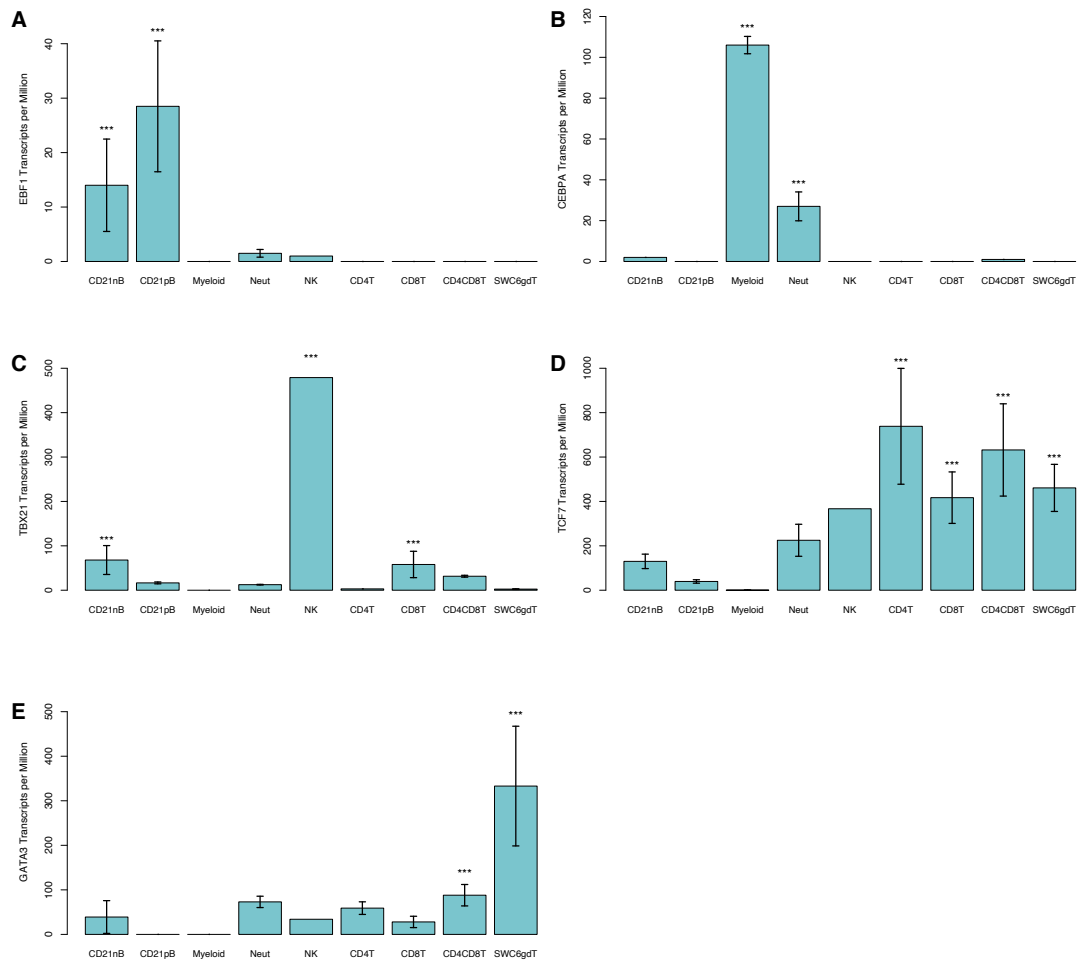 A
EBF1 Transcripts per Million
40
30
20
10
0
***
***
CD21nB CD21pB Myeloid Neut NK CD4T CD8T CD4CD8T SWC6gdT
B
CEBPA Transcripts per Million
120
100
80
60
40
20
0
***
***
CD21nB CD21pB Myeloid Neut NK CD4T CD8T CD4CD8T SWC6gdT
C
TBX21 Transcripts per Million
500
400
300
200
100
0
***
***
***
CD21nB CD21pB Myeloid Neut NK CD4T CD8T CD4CD8T SWC6gdT
D
TCF7 Transcripts per Million
1000
800
600
400
200
0
***
***
***
***
CD21nB CD21pB Myeloid Neut NK CD4T CD8T CD4CD8T SWC6gdT
E
GATA3 Transcripts per Million
500
400
300
200
100
0
***
***
CD21nB CD21pB Myeloid Neut NK CD4T CD8T CD4CD8T SWC6gdT